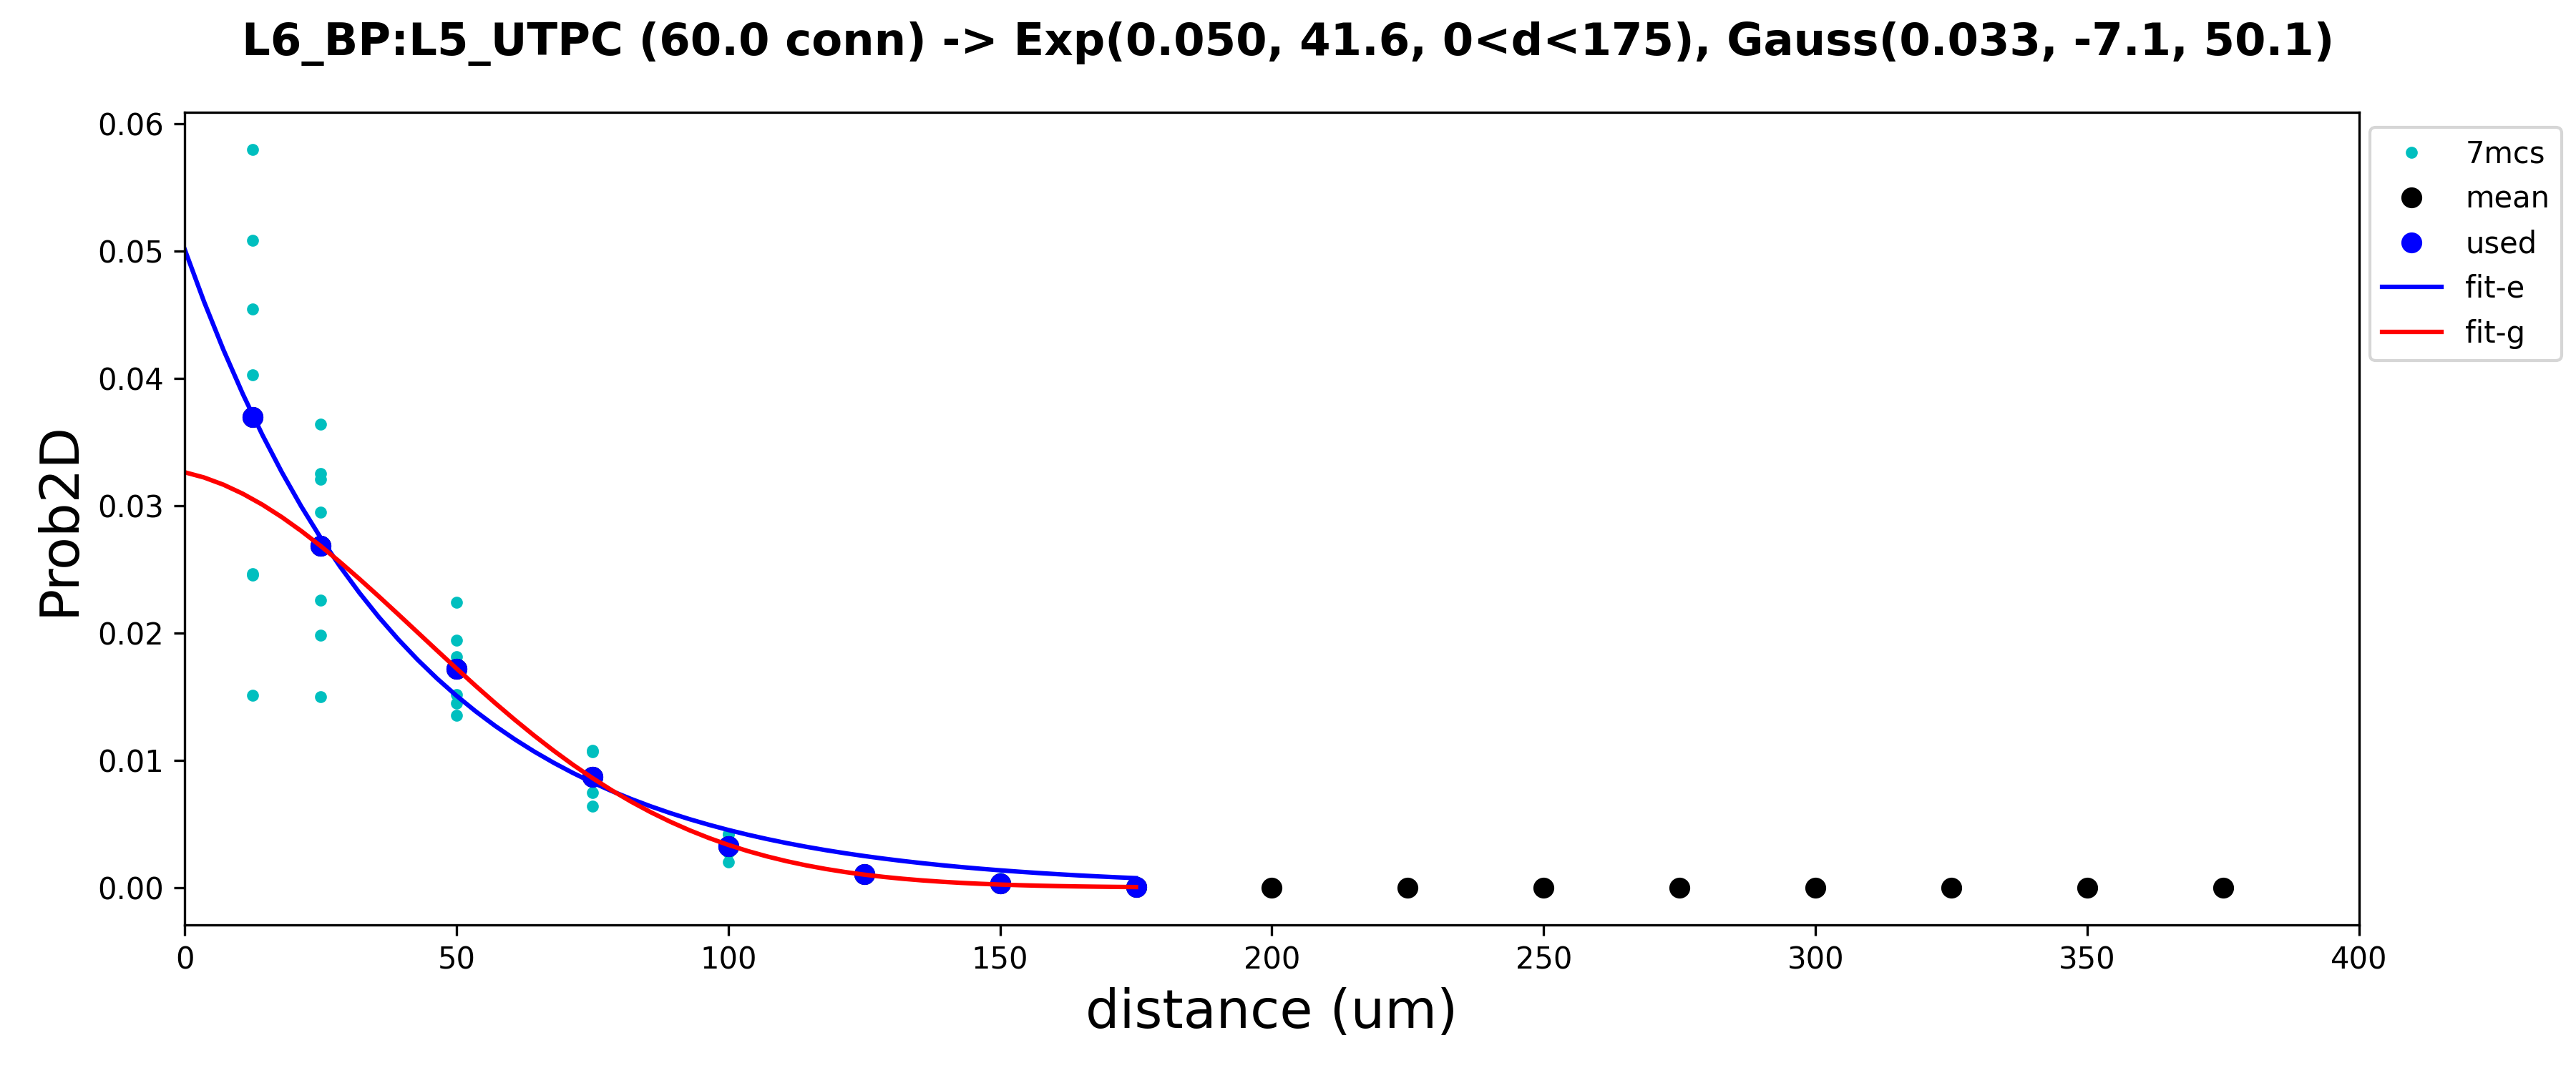 L6_BP:L5_UTPC (60.0 conn) -> Exp(0.050, 41.6, 0<d<175), Gauss(0.033, -7.1, 50.1)
0.06
0.05
0.04
0.03
0.02
0.01
0.00
Prob2D
0 50 100 150 200 250 300 350 400
distance (um)
7mcs
mean
used
fit-e
fit-g